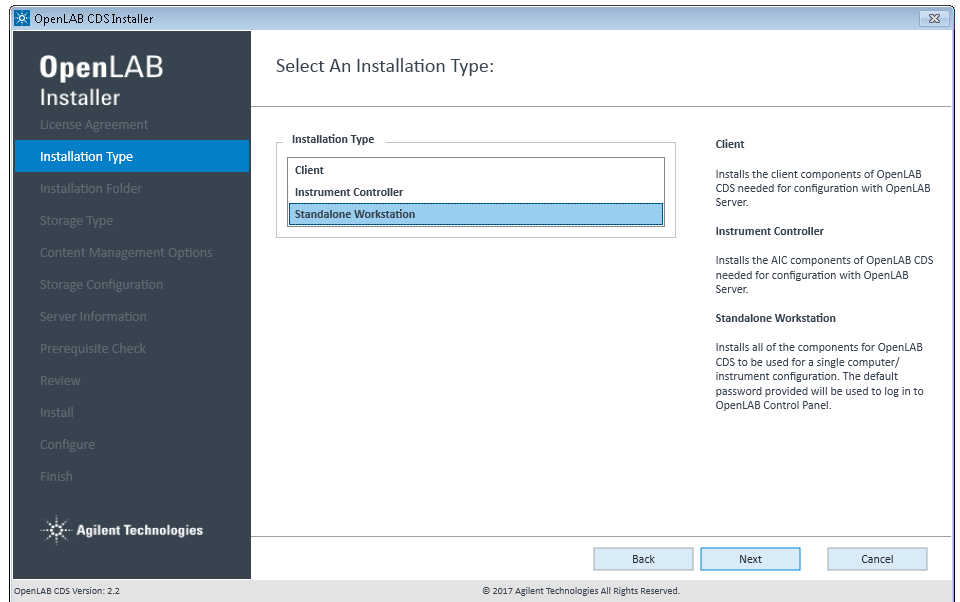 OpenLAB CDS Installer
OpenLAB
Installer
License Agreement
Installation Type
Installation Folder
Storage Type
Content Management Options
Storage Configuration
Server Information
Prerequisite Check
Review
Install
Configure
Finish
Agilent Technologies
Select An Installation Type:
Installation Type
Client
Instrument Controller
Standalone Workstation
Client
Installs the client components of OpenLAB
CDS needed for configuration with OpenLAB
Server.
Instrument Controller
Installs the AIC components of OpenLAB CDS
needed for configuration with OpenLAB
Server.
Standalone Workstation
Installs all of the components for OpenLAB
CDS to be used for a single computer/
instrument configuration. The default
password provided will be used to log in to
OpenLAB Control Panel.
Back
Next
Cancel
OpenLAB CDS Version: 2.2
© 2017 Agilent Technologies All Rights Reserved.